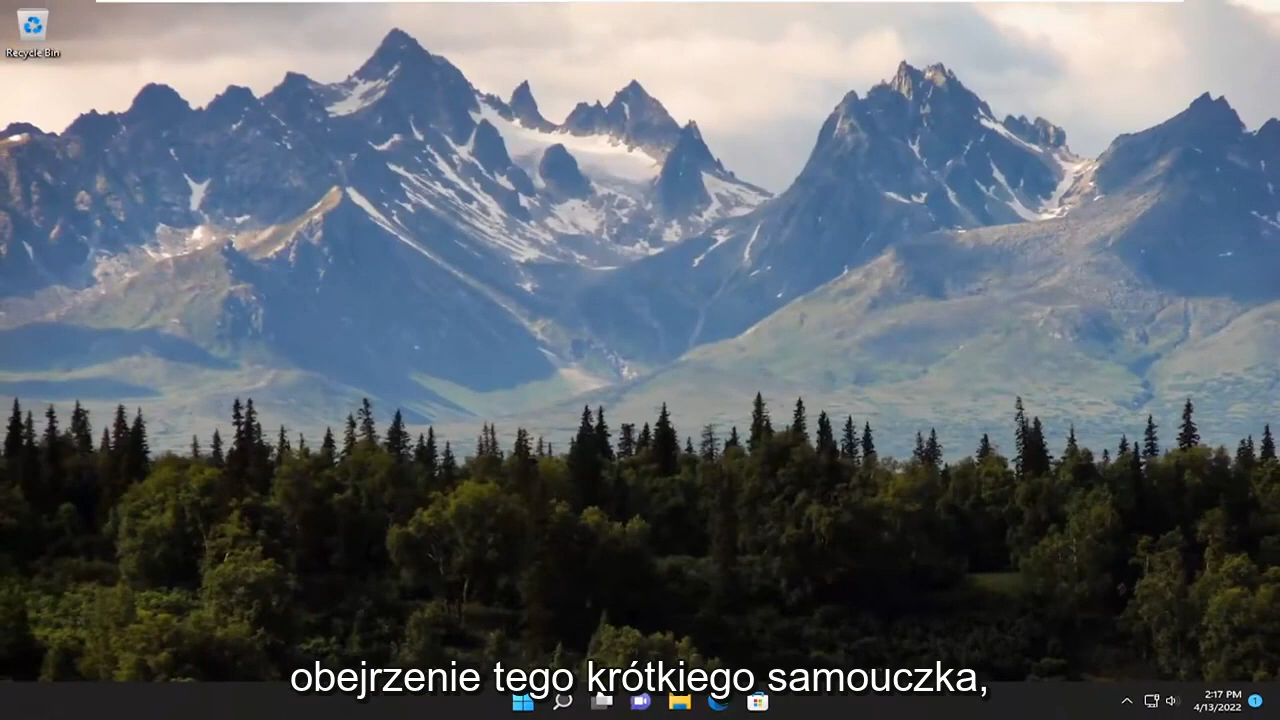 Recycle Bin
obejrzenie tego krótkiego samouczka,
2:17 PM
4/13/2022
1